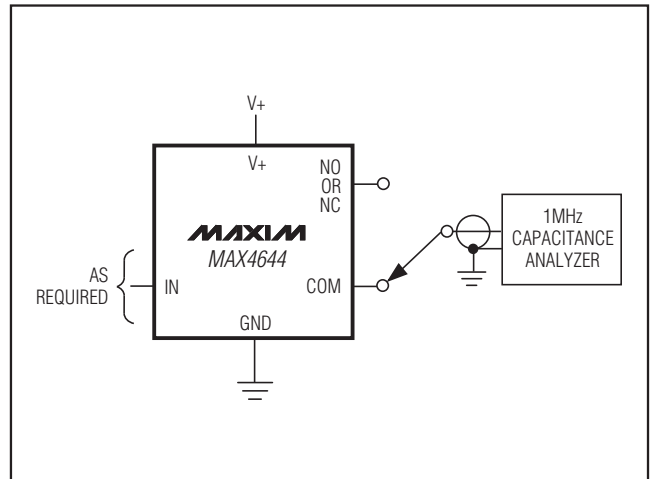 V+
V+
NO
OR
NC
MAXIM
MAX4644
AS
REQUIRED
IN
COM
GND
1MHz
CAPACITANCE
ANALYZER